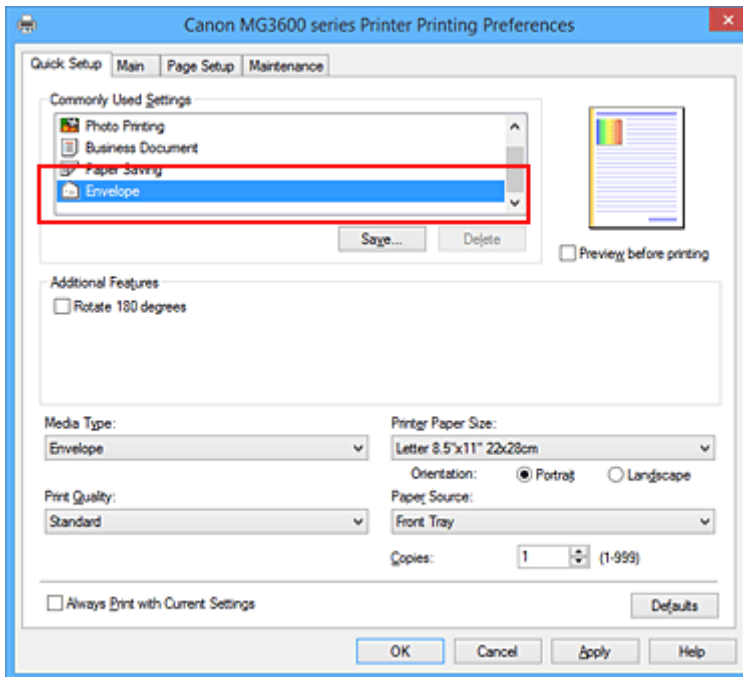 Canon MG3600 series Printer Printing Preferences
Quick Setup Main Page Setup Maintenance
Commonly Used Settings
Photo Printing
Business Document
Paper Saving
Envelope
Save... Delete
Preview before printing
Additional Features
Rotate 180 degrees
Media Type: Printer Paper Size:
Envelope Letter 8.5"x11" 22x28cm
Orientation: Portrait Landscape
Print Quality: Paper Source:
Standard Front Tray
Copies: 1 (1-999)
Always Print with Current Settings Defaults
OK Cancel Apply Help